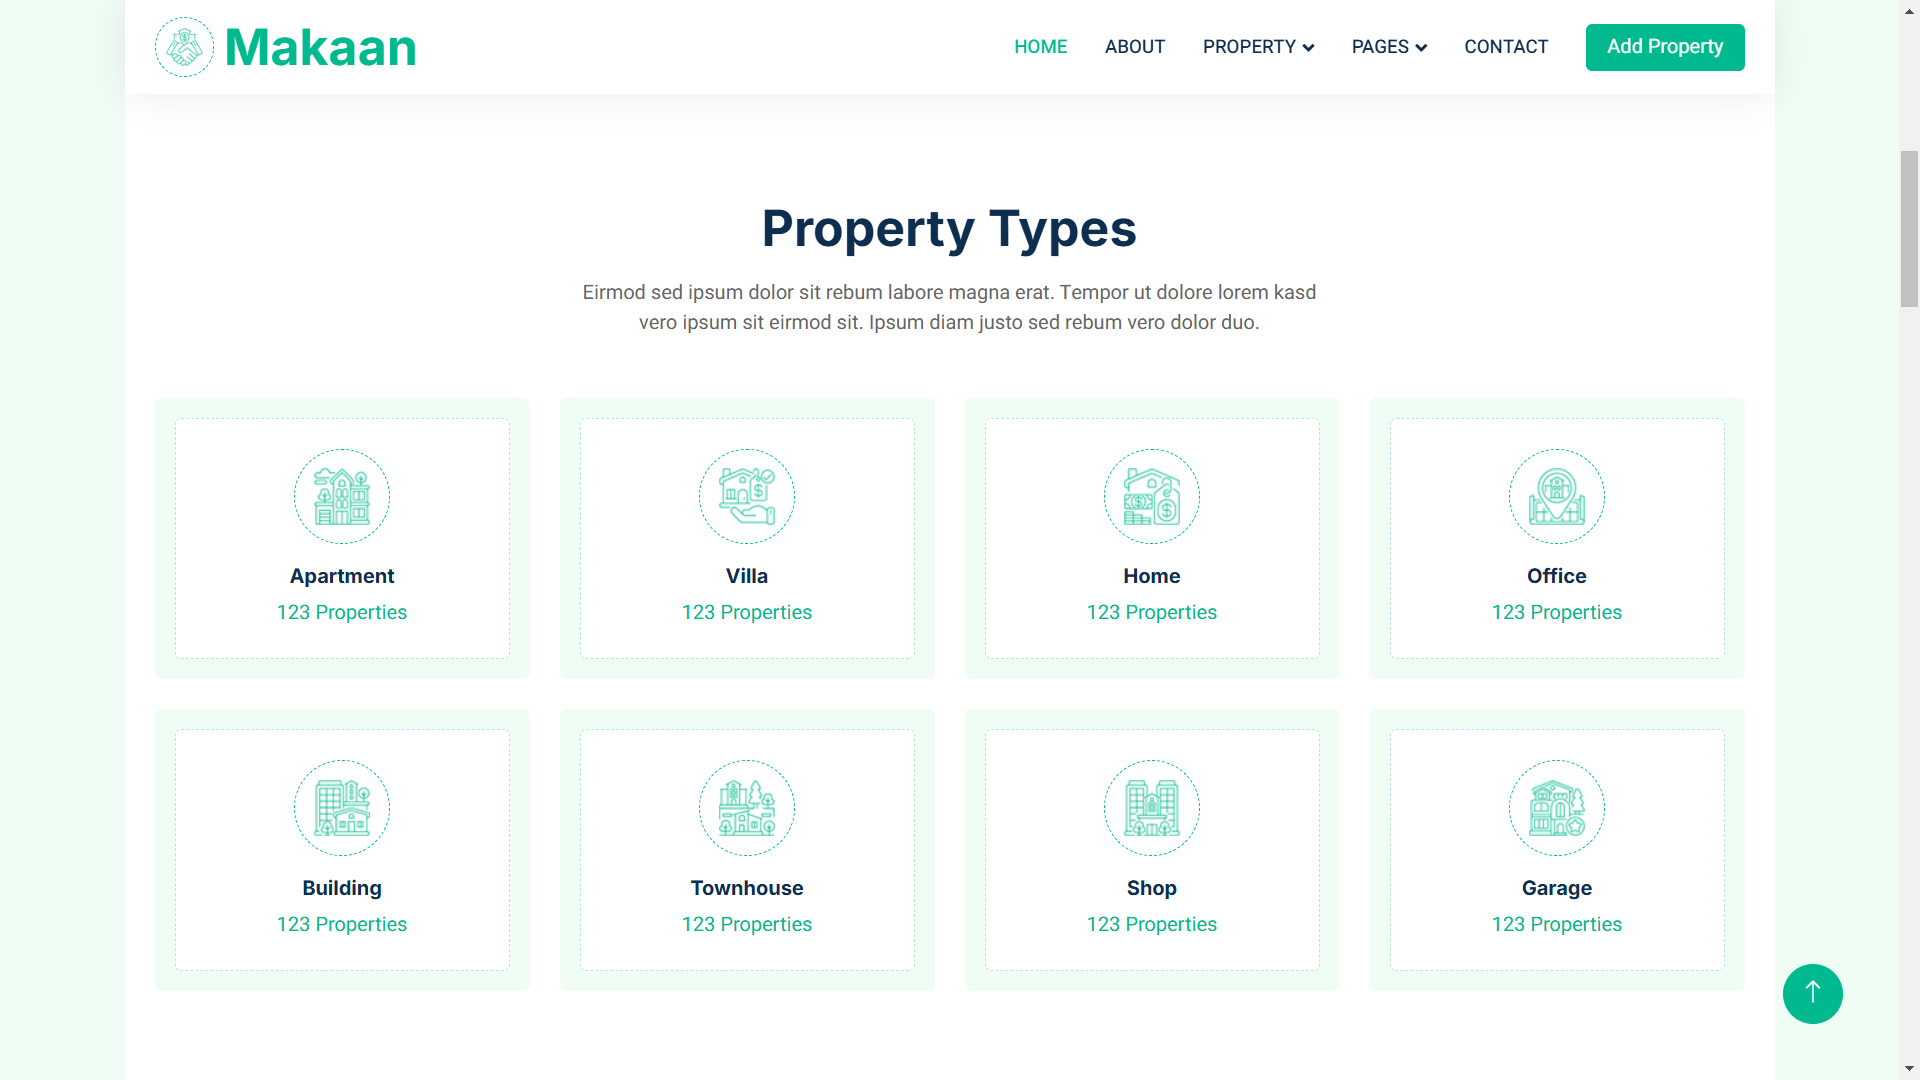 Makaan
HOME
ABOUT
PROPERTY
PAGES
CONTACT
Add Property
Property Types
Eirmod sed ipsum dolor sit rebum labore magna erat. Tempor ut dolore lorem kasd
vero ipsum sit eirmod sit. Ipsum diam justo sed rebum vero dolor duo.
Apartment
123 Properties
Villa
123 Properties
Home
123 Properties
Office
123 Properties
Building
123 Properties
Townhouse
123 Properties
Shop
123 Properties
Garage
123 Properties